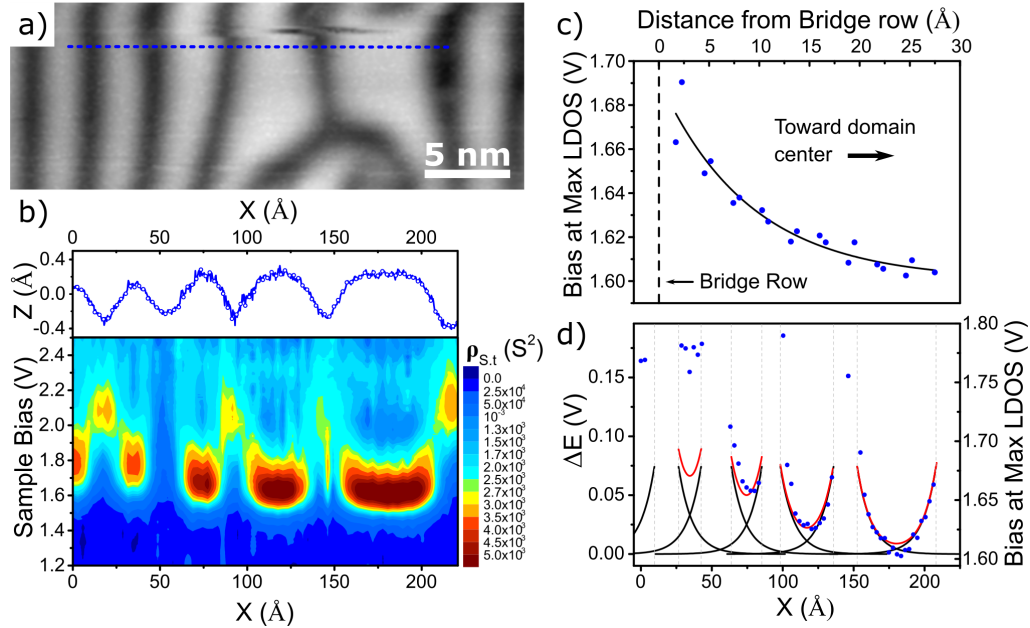 a)
5 nm
b)
X (Å)
0 50 100 150 200
Z (Å)
0.4
0.0
-0.4
Sample Bias (V)
2.4
2.2
2.0
1.8
1.6
1.4
1.2
0 50 100 150 200
X (Å)
ρS.t (S²)
0.0
2.5x10⁴
5.0x10⁴
10³
1.3x10³
1.5x10³
1.7x10³
2.0x10³
2.5x10³
2.7x10³
3.0x10³
3.5x10³
4.0x10³
4.5x10³
5.0x10³
c)
Distance from Bridge row (Å)
0 5 10 15 20 25 30
Bias at Max LDOS (V)
1.70
1.68
1.66
1.64
1.62
1.60
Toward domain
center
Bridge Row
d)
ΔE (V)
0.15
0.10
0.05
0.00
0 50 100 150 200
X (Å)
1.80
1.75
1.70
1.65
1.60
Bias at Max LDOS (V)